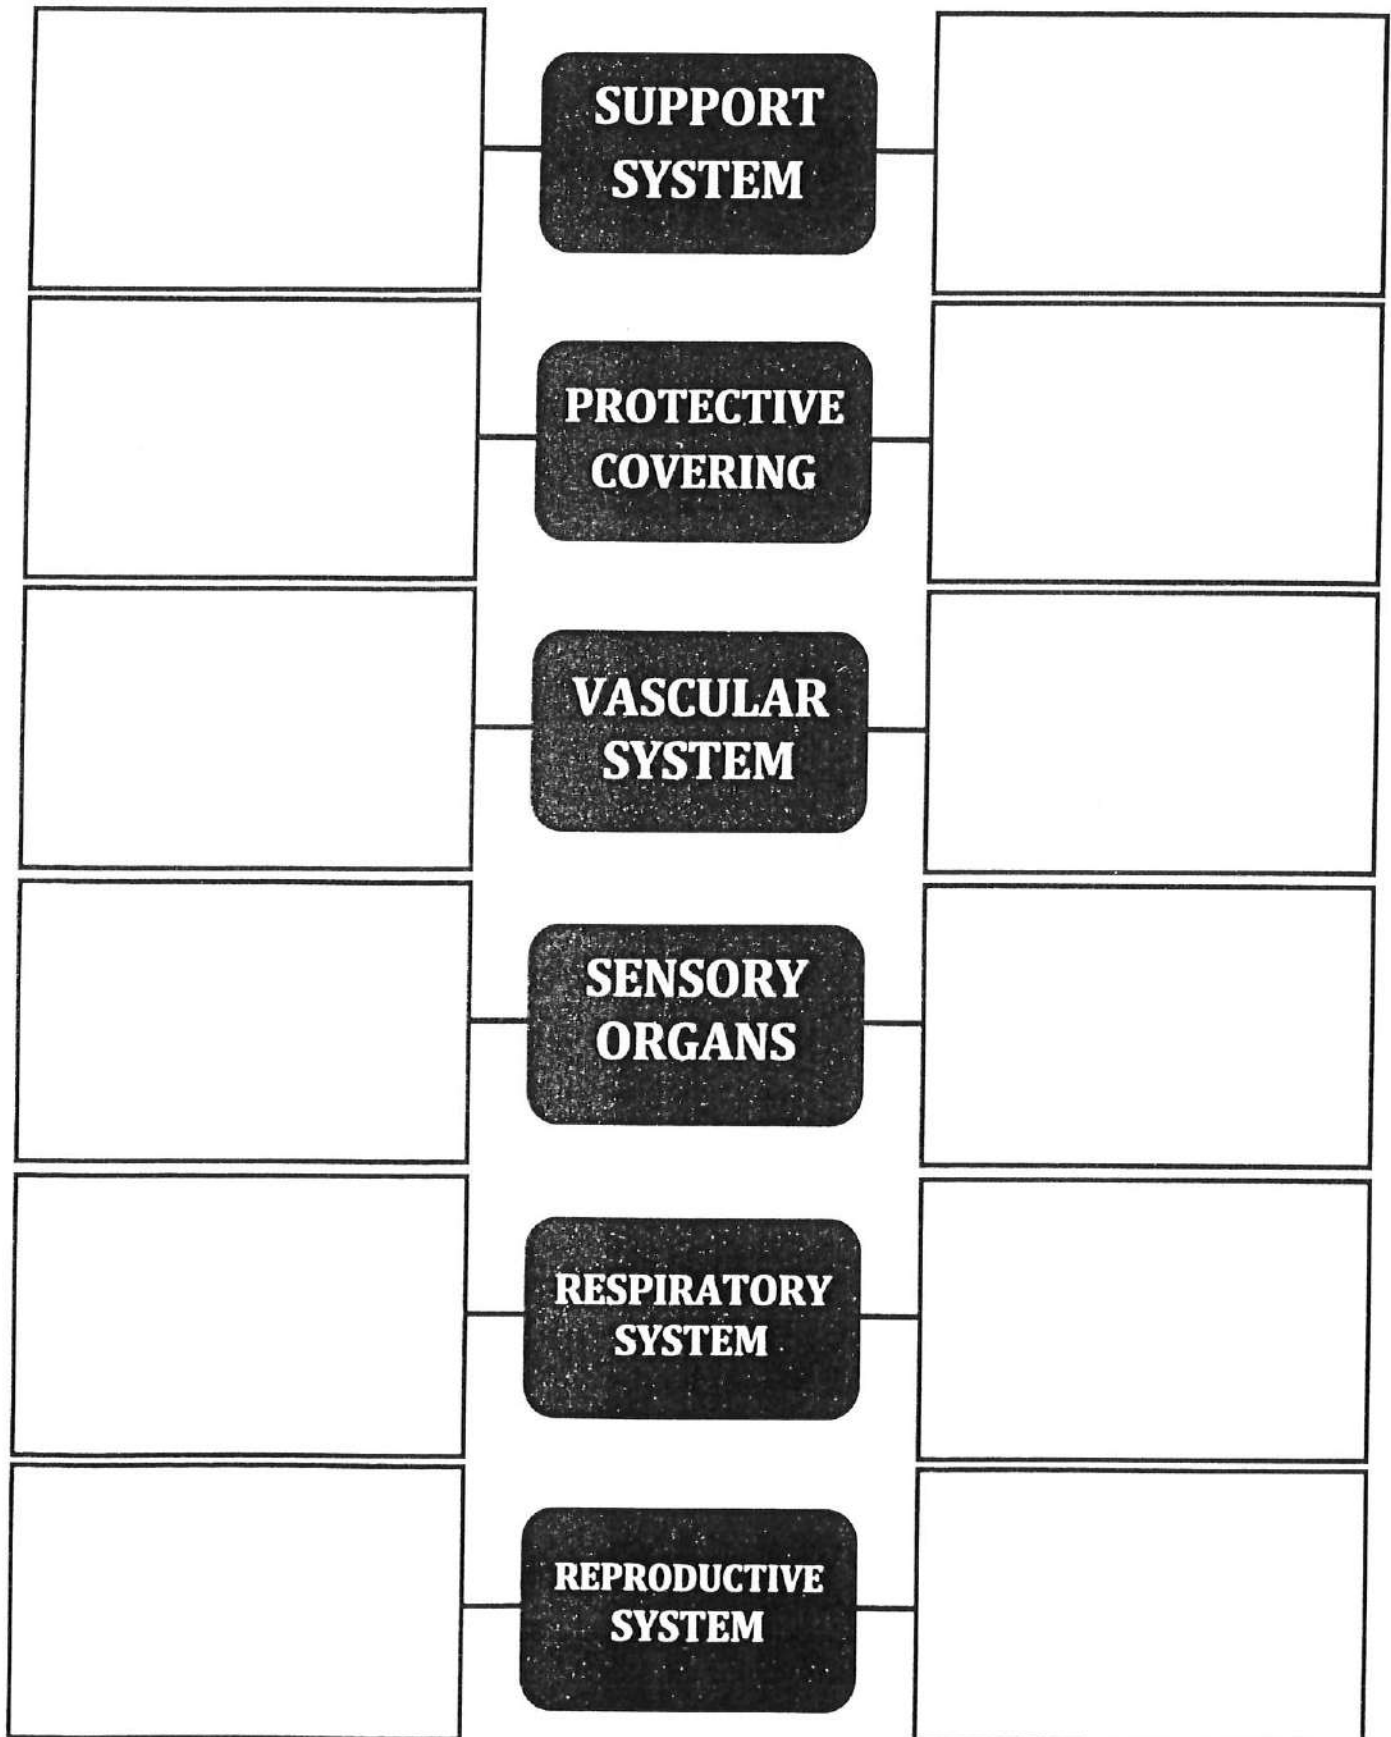 SUPPORT
SYSTEM
PROTECTIVE
COVERING
VASCULAR
SYSTEM
SENSORY
ORGANS
RESPIRATORY
SYSTEM
REPRODUCTIVE
SYSTEM